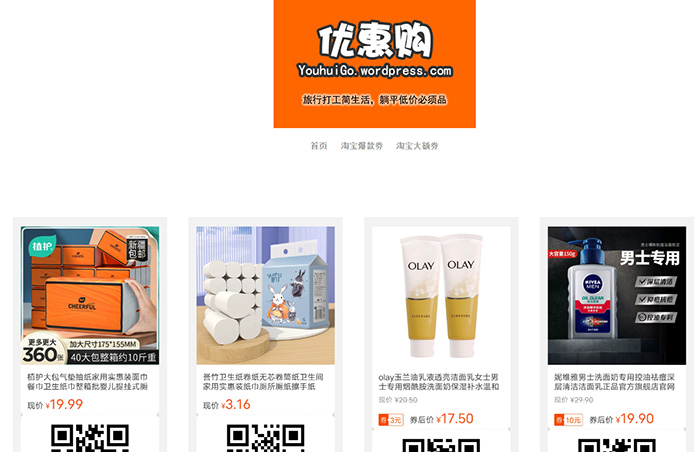 优惠购
YouhuiGo.wordpress.com
旅行打工简生活，躺平低价必须品
首页 淘宝爆款券 淘宝大额券
植护
新疆
包邮
CHEERFUL
更多更大
360张
加大尺寸175*155MM
40大包整箱约10斤重
植护大包气垫抽纸家用实惠装面巾
餐巾卫生纸巾整箱批婴儿提挂式厕
现价 ¥19.99
誉竹卫生纸卷纸无芯卷筒纸卫生间
家用实惠装纸巾厕所厕纸擦手纸
现价 ¥3.16
OLAY OLAY
olay玉兰油乳液透亮洁面乳女士男
士专用烟酰胺洗面奶保湿补水温和
现价 ¥20.50
券 3元 券后价 ¥17.50
大容量150g
男士专用
NIVEA
MEN
OIL CLEAR
深层清洁
抑痘抗痘
控油专利
妮维雅男士洗面奶专用控油祛痘深
层清洁洁面乳正品官方旗舰店官网
现价 ¥29.90
券 10元 券后价 ¥19.90